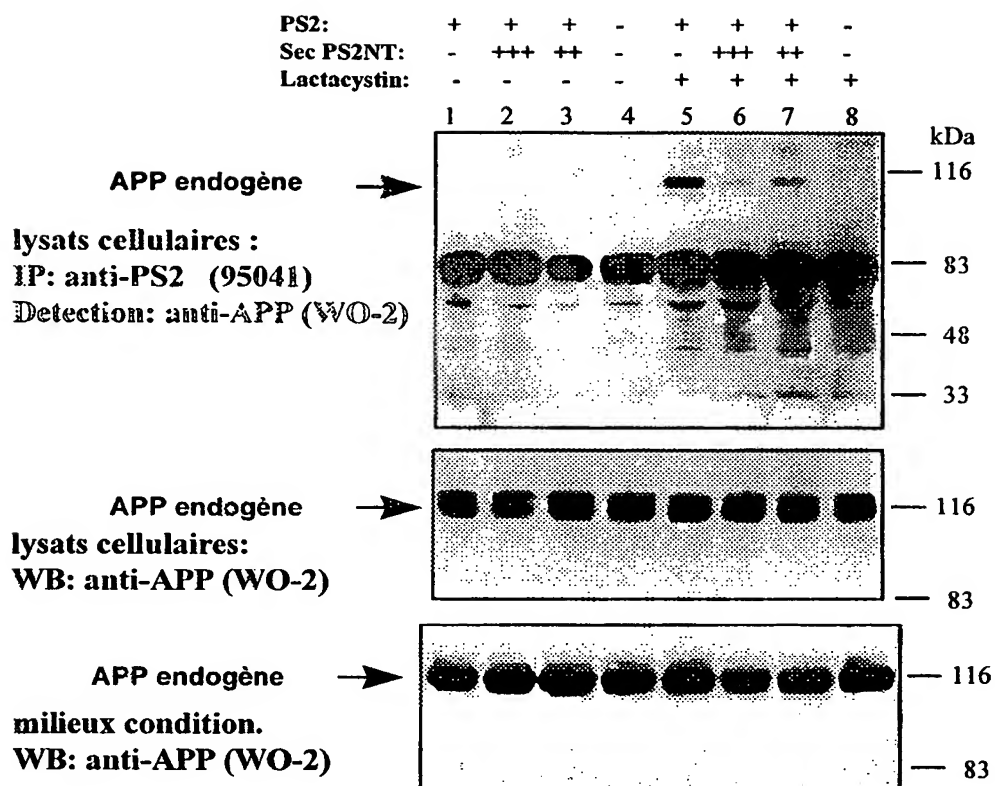 PS2: + + + - + + + -
Sec PS2NT: - +++ ++ - - +++ ++ -
Lactacystin: - - - - + + + +
1 2 3 4 5 6 7 8
kDa
APP endogène
116
lysats cellulaires :
IP: anti-PS2 (95041)
83
Detection: anti-APP (WO-2)
48
33
APP endogène
116
lysats cellulaires:
WB: anti-APP (WO-2)
83
APP endogène
116
milieux condition.
WB: anti-APP (WO-2)
83